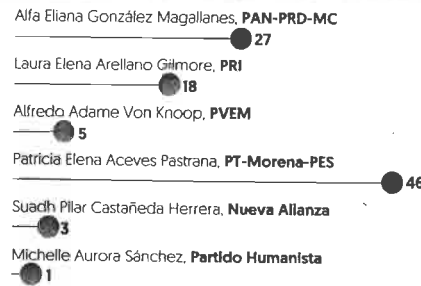 Alfa Eliana González Magallanes, PAN-PRD-MC
27
Laura Elena Arellano Gilmore, PRI
18
Alfredo Adame Von Knoop, PVEM
5
Patricia Elena Aceves Pastrana, PT-Morena-PES
46
Suadh Pilar Castañeda Herrera, Nueva Alianza
3
Michelle Aurora Sánchez, Partido Humanista
1